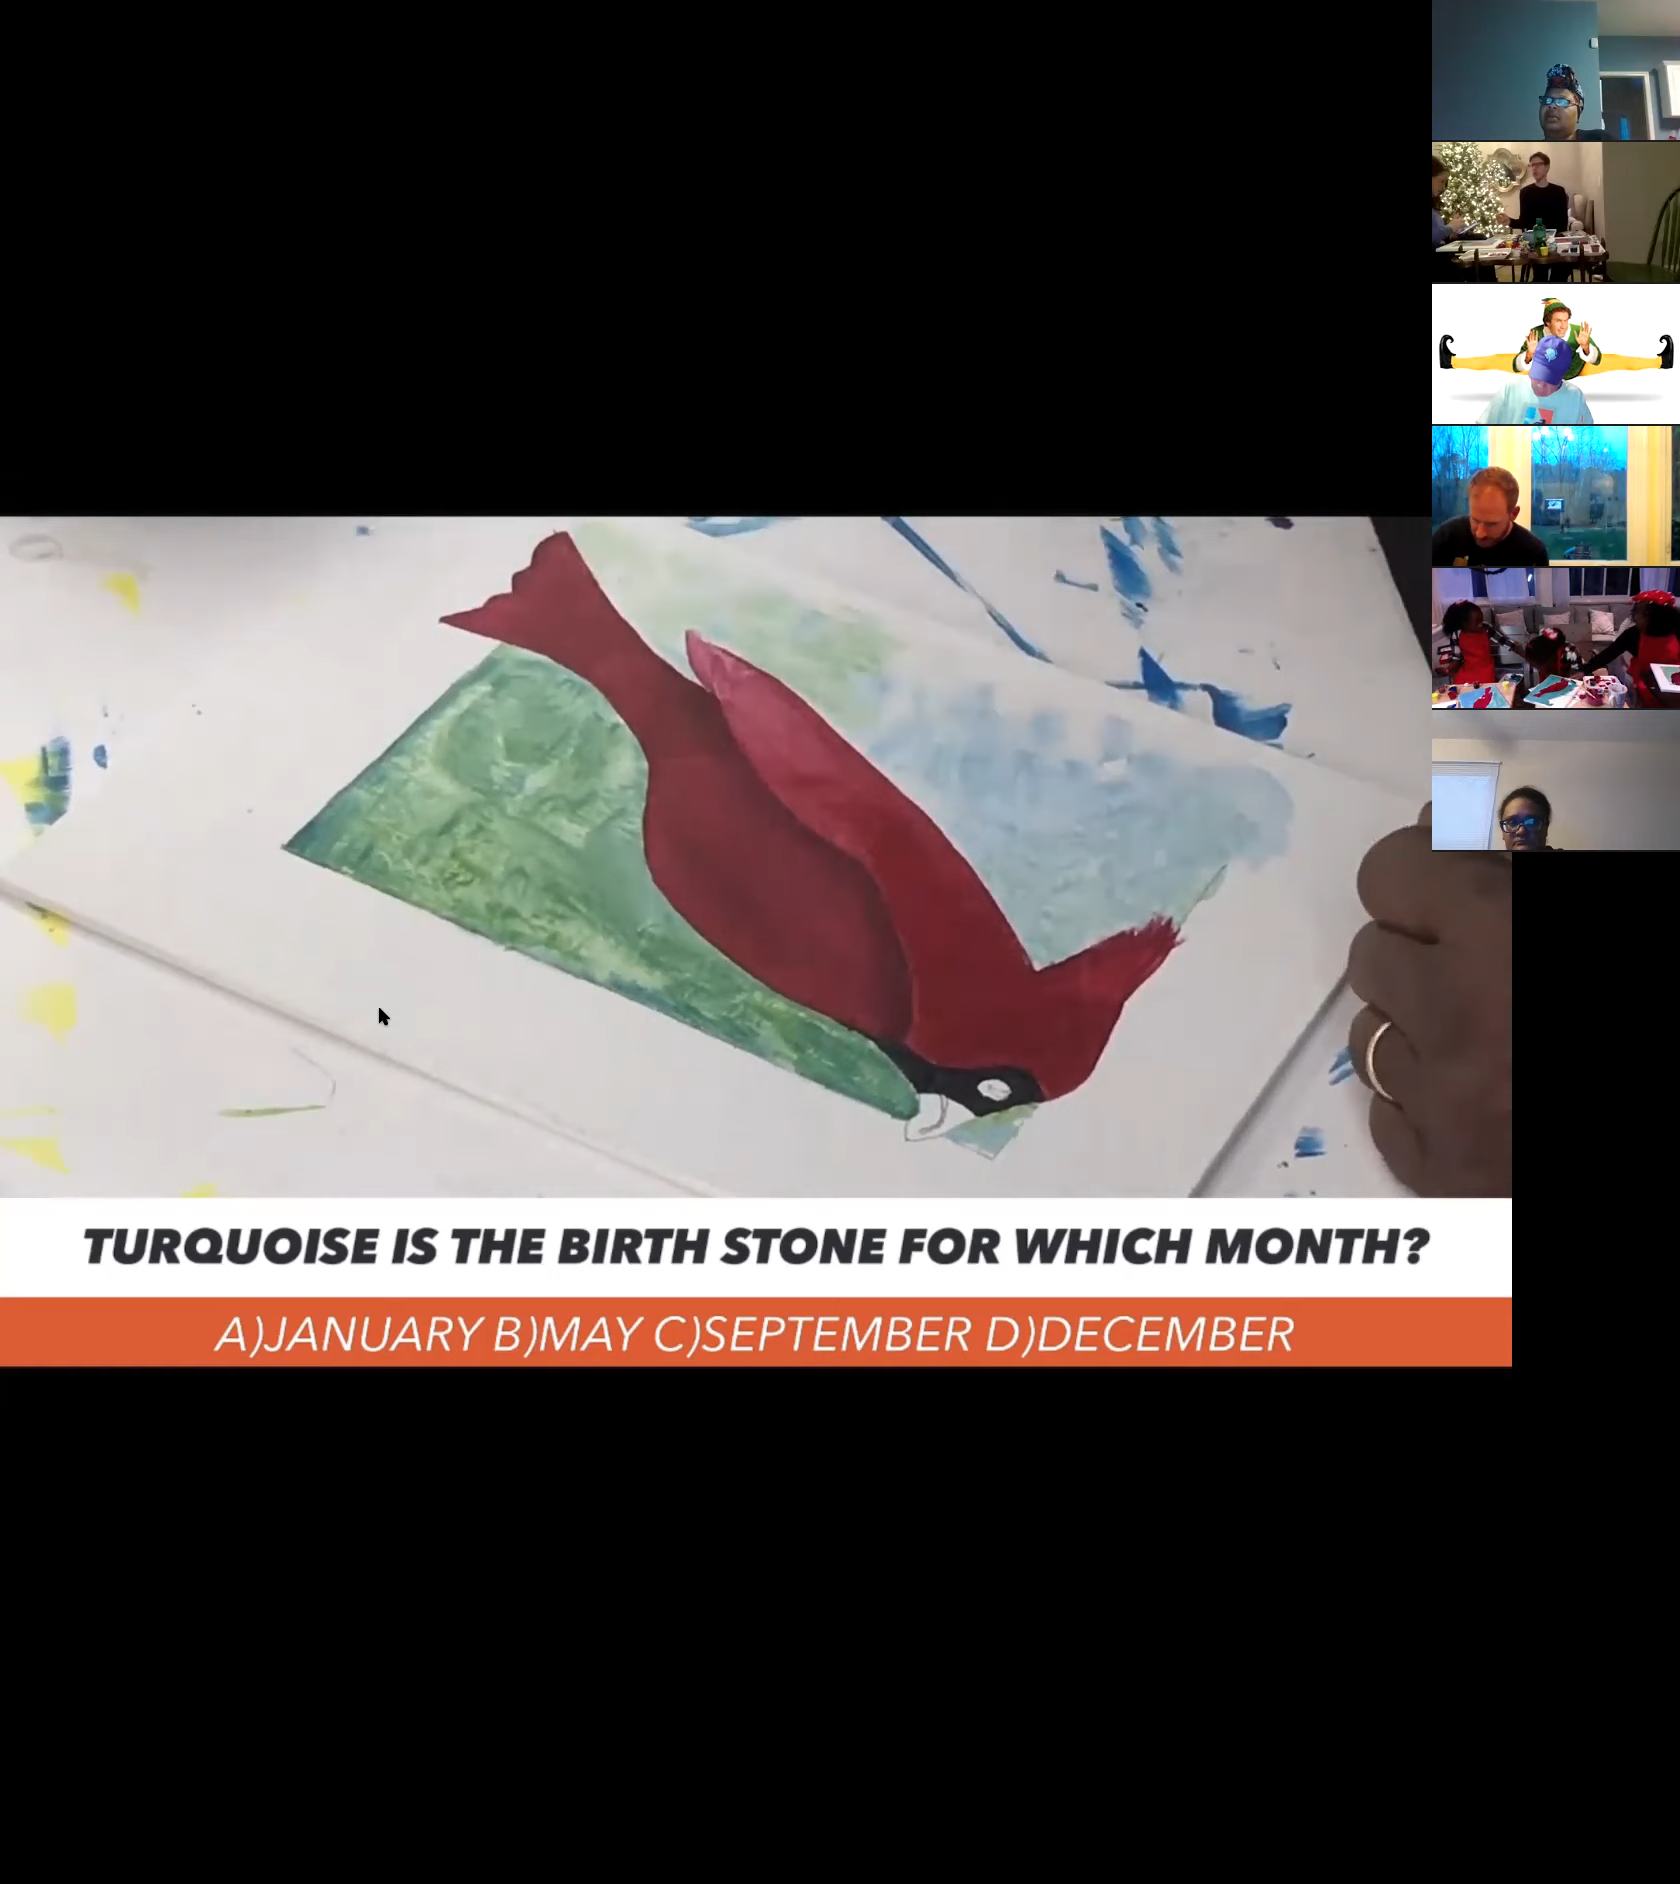 TURQUOISE IS THE BIRTH STONE FOR WHICH MONTH?
A)JANUARY B)MAY C)SEPTEMBER D)DECEMBER